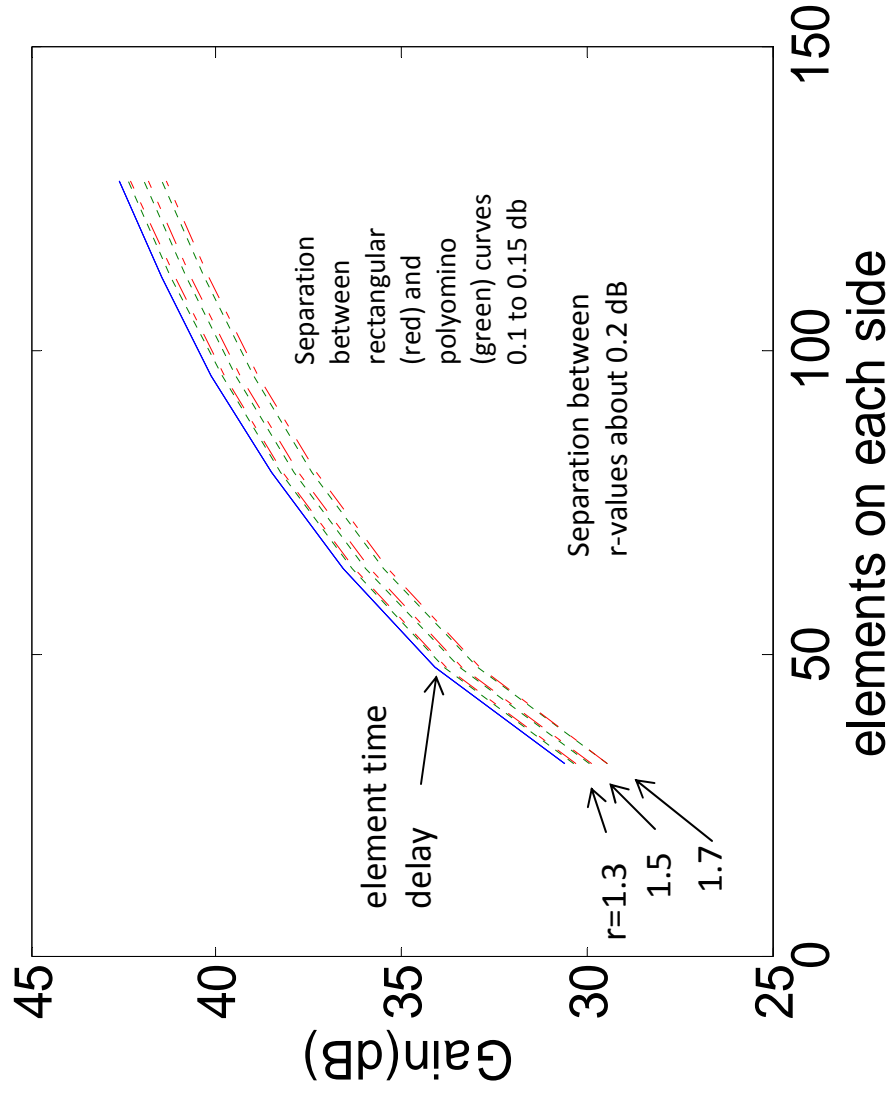 45
40
35
30
25
Gain(dB)
0
50
100
150
elements on each side
element time
delay
r=1.3
1.5
1.7
Separation
between
rectangular
(red) and
polyomino
(green) curves
0.1 to 0.15 db
Separation between
r-values about 0.2 dB